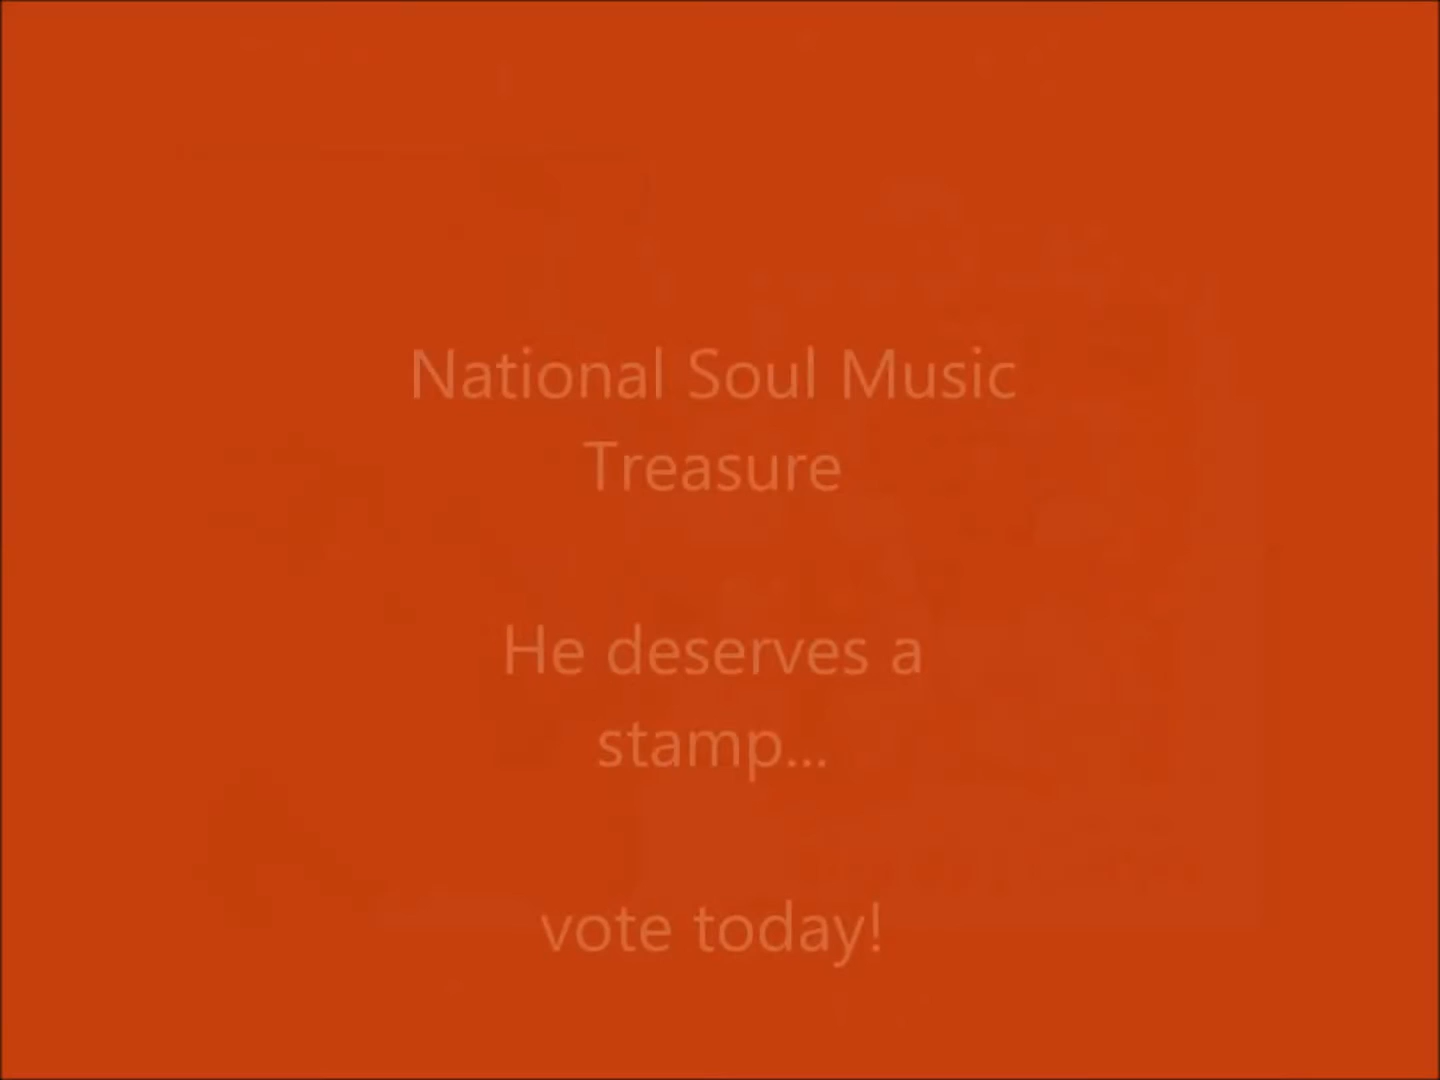 National Soul Music
Treasure
He deserves a
stamp...
vote today!